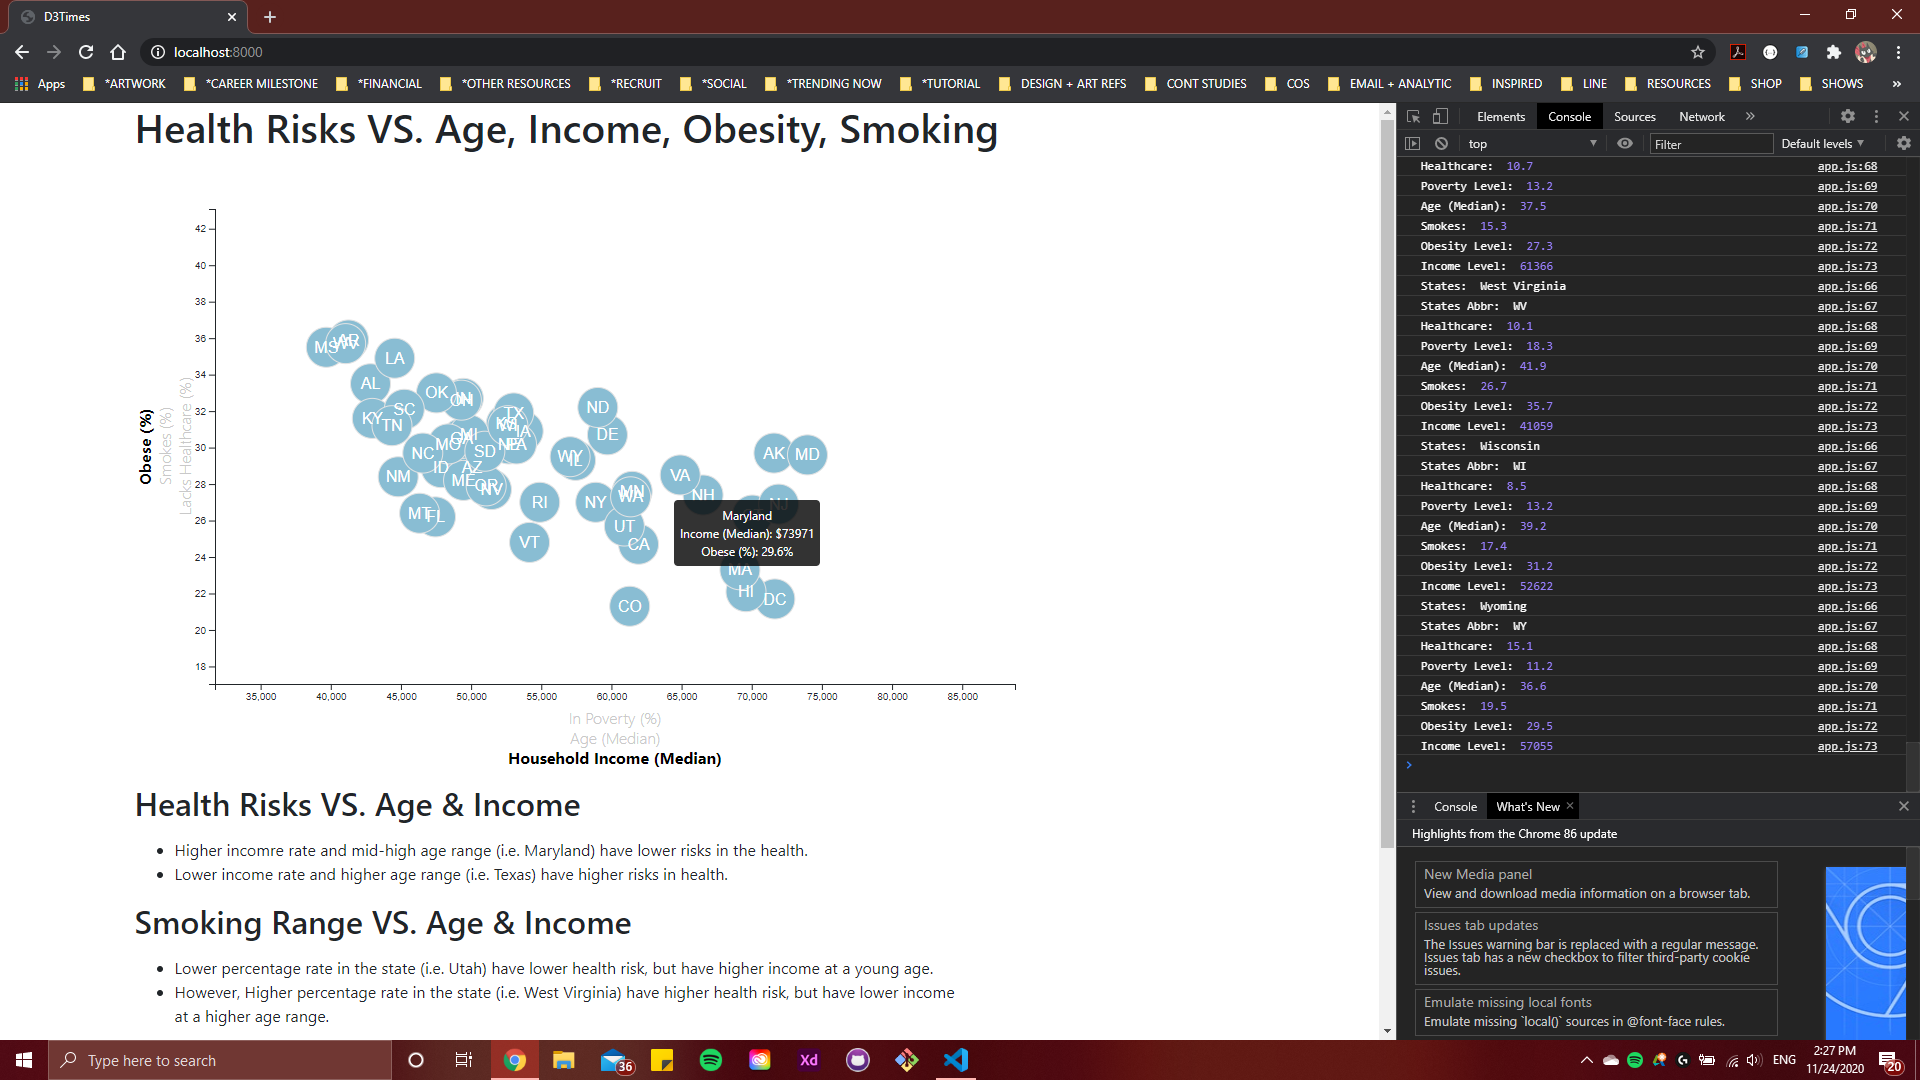 D3Times
localhost:8000
Apps *ARTWORK *CAREER MILESTONE *FINANCIAL *OTHER RESOURCES *RECRUIT *SOCIAL *TRENDING NOW *TUTORIAL DESIGN + ART REFS CONT STUDIES COS EMAIL + ANALYTIC INSPIRED LINE RESOURCES SHOP SHOWS »
Health Risks VS. Age, Income, Obesity, Smoking
42
40
38
36
34
32
30
28
26
24
22
20
18
Obese (%)
Smokes (%)
Lacks Healthcare (%)
MS WV AR
LA
AL
OK OH IN
SC
KY TN
TX
KS WI IA
ND
DE
MO GA MI
NE PA
NC SD
WY IL
AK MD
NM ID AZ
ME OR NV
VA
NH
RI
NY
WA MN
NJ
MT FL
UT
CA
VT
MA
HI DC
CO
Maryland
Income (Median): $73971
Obese (%): 29.6%
35,000 40,000 45,000 50,000 55,000 60,000 65,000 70,000 75,000 80,000 85,000
In Poverty (%)
Age (Median)
Household Income (Median)
Health Risks VS. Age & Income
Higher incomre rate and mid-high age range (i.e. Maryland) have lower risks in the health.
Lower income rate and higher age range (i.e. Texas) have higher risks in health.
Smoking Range VS. Age & Income
Lower percentage rate in the state (i.e. Utah) have lower health risk, but have higher income at a young age.
However, Higher percentage rate in the state (i.e. West Virginia) have higher health risk, but have lower income
at a higher age range.
Elements Console Sources Network »
top Filter Default levels
Healthcare: 10.7 app.js:68
Poverty Level: 13.2 app.js:69
Age (Median): 37.5 app.js:70
Smokes: 15.3 app.js:71
Obesity Level: 27.3 app.js:72
Income Level: 61366 app.js:73
States: West Virginia app.js:66
States Abbr: WV app.js:67
Healthcare: 10.1 app.js:68
Poverty Level: 18.3 app.js:69
Age (Median): 41.9 app.js:70
Smokes: 26.7 app.js:71
Obesity Level: 35.7 app.js:72
Income Level: 41059 app.js:73
States: Wisconsin app.js:66
States Abbr: WI app.js:67
Healthcare: 8.5 app.js:68
Poverty Level: 13.2 app.js:69
Age (Median): 39.2 app.js:70
Smokes: 17.4 app.js:71
Obesity Level: 31.2 app.js:72
Income Level: 52622 app.js:73
States: Wyoming app.js:66
States Abbr: WY app.js:67
Healthcare: 15.1 app.js:68
Poverty Level: 11.2 app.js:69
Age (Median): 36.6 app.js:70
Smokes: 19.5 app.js:71
Obesity Level: 29.5 app.js:72
Income Level: 57055 app.js:73
Console What's New
Highlights from the Chrome 86 update
New Media panel
View and download media information on a browser tab.
Issues tab updates
The Issues warning bar is replaced with a regular message.
Issues tab has a new checkbox to filter third-party cookie
issues.
Emulate missing local fonts
Emulate missing `local()` sources in @font-face rules.
Type here to search
36
Xd
ENG
2:27 PM
11/24/2020
20